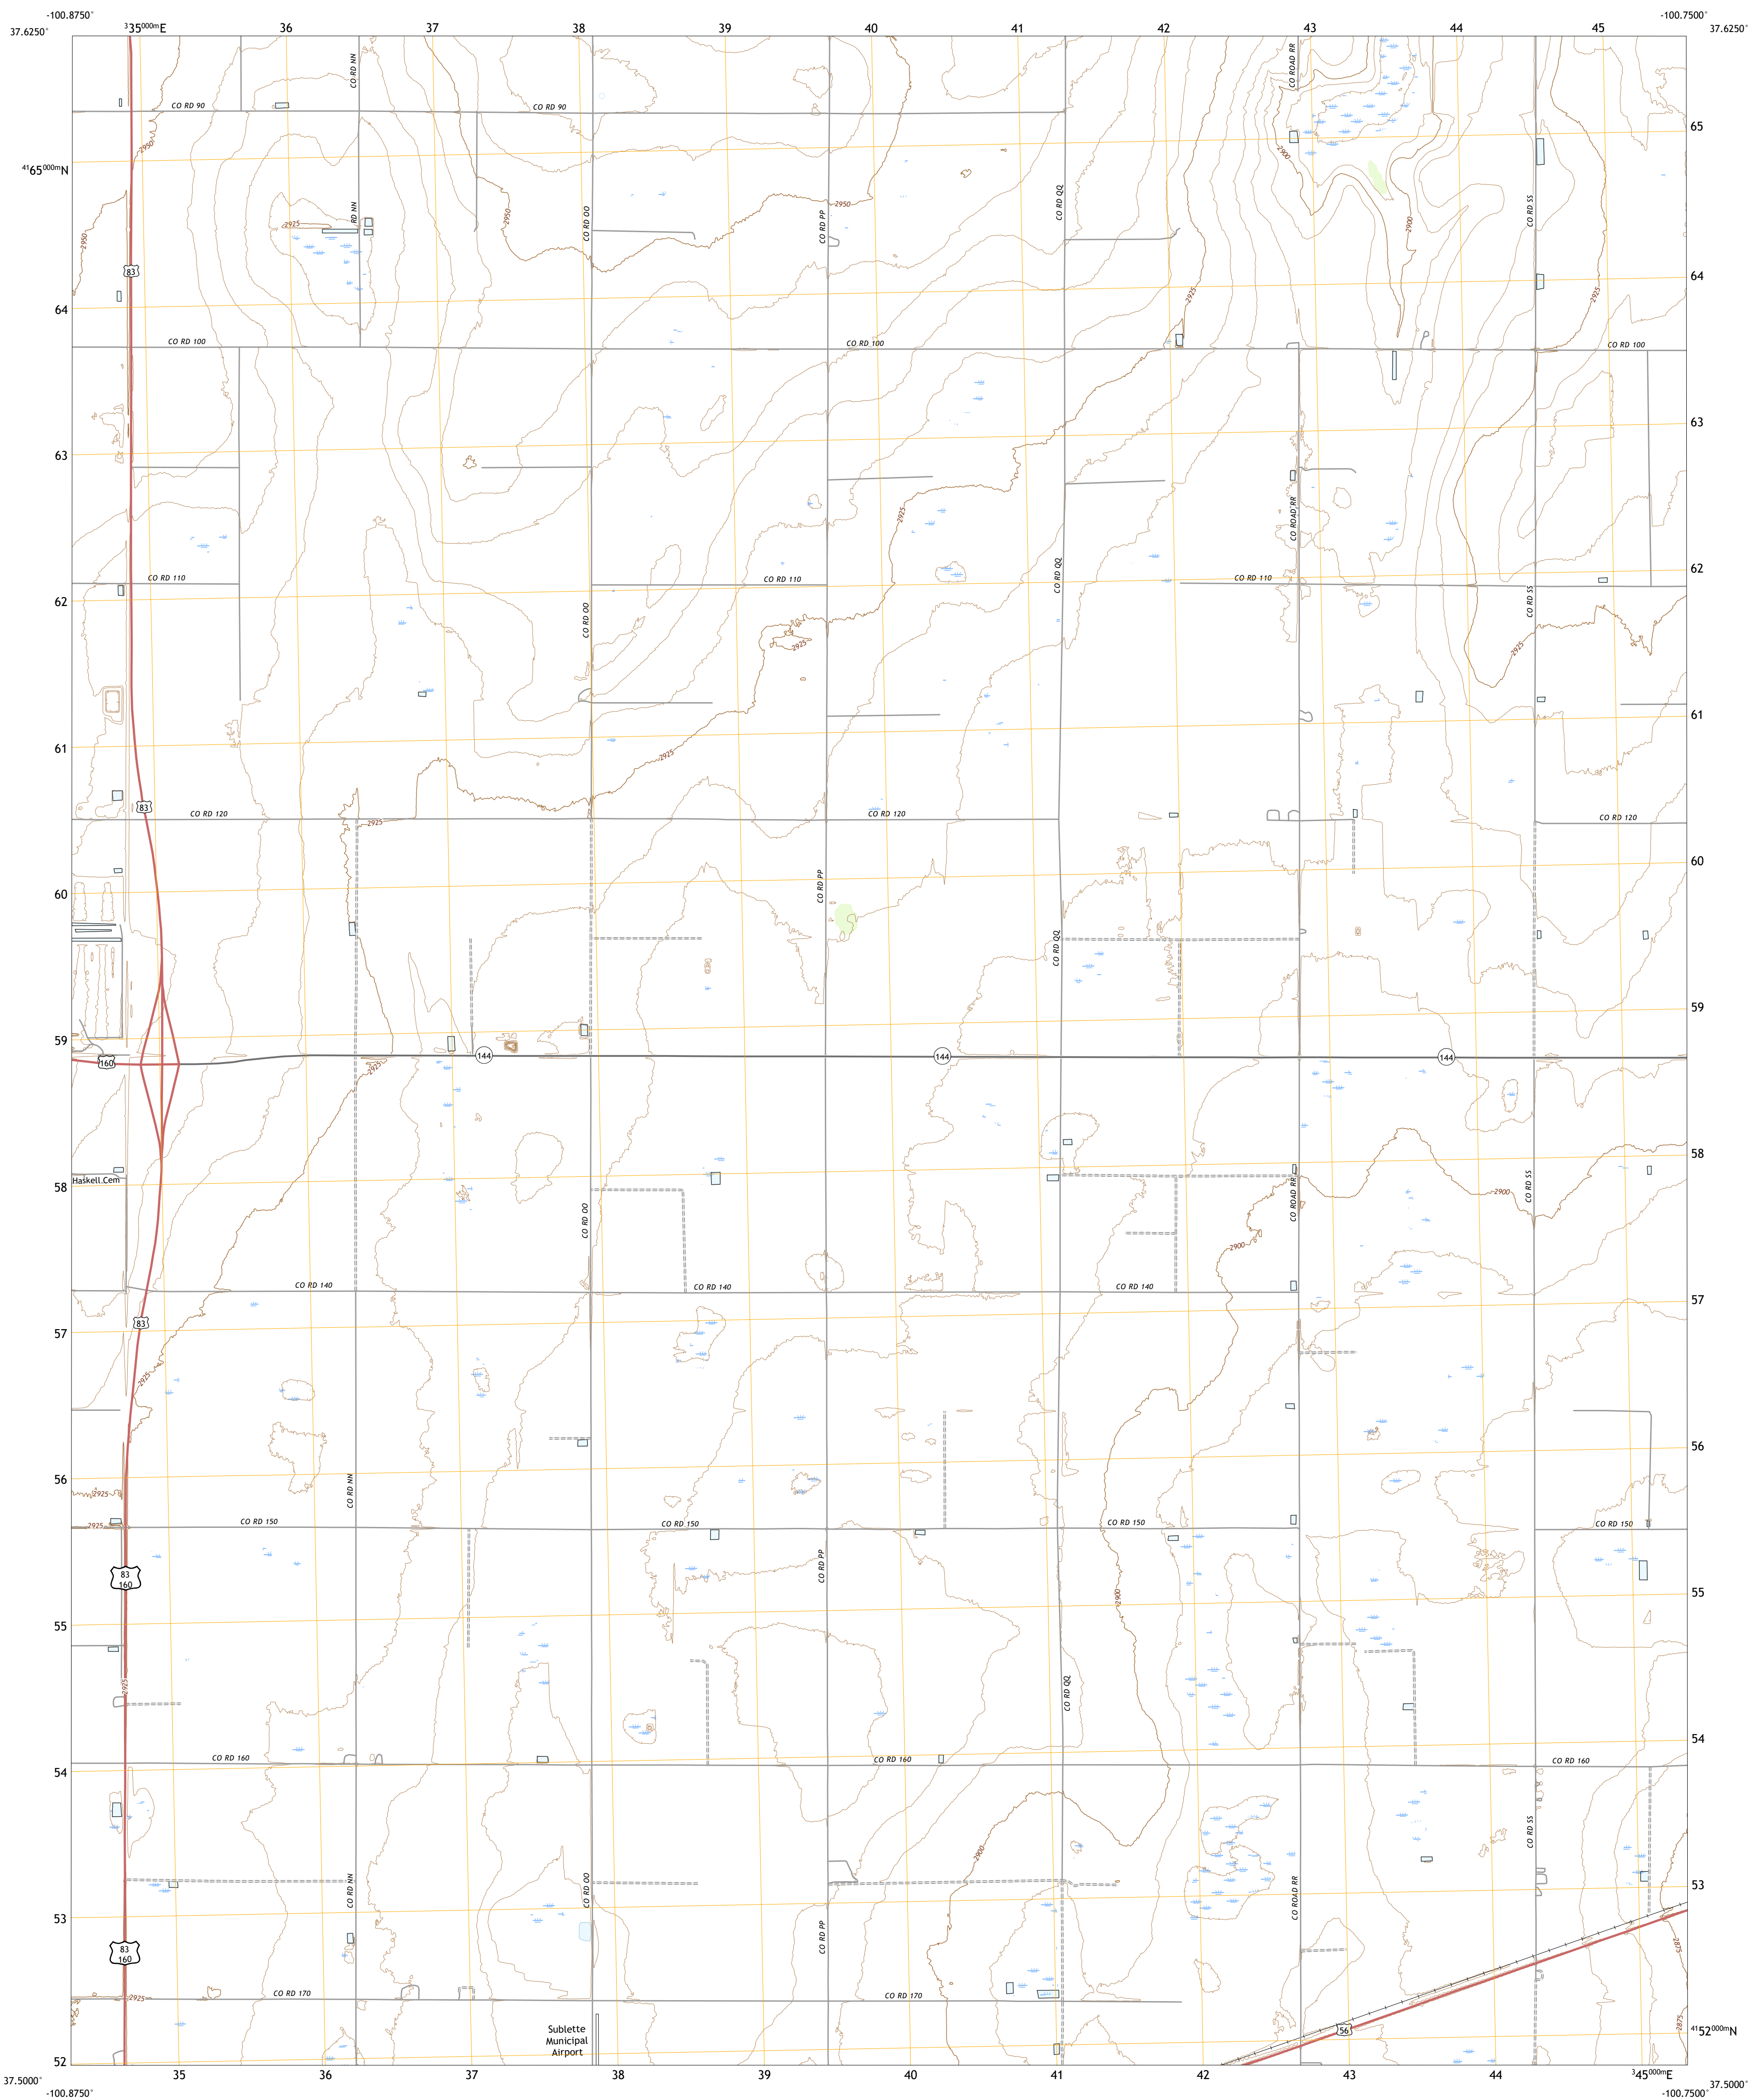 -100.8750°
-100.7500°
37.6250°
³35000mE
36
37
38
39
40
41
42
43
44
45
37.6250°
CO RD NN
CO ROAD RR
CO RD 90
CO RD 90
65
2950
2900
4165000mN
CO RD QQ
RD NN
2950
CO RD OO
2950
CO RD PP
CO RD SS
2925
2900
2950
83
64
64
2925
2925
CO RD 100
CO RD 100
CO RD 100
63
63
2925
CO ROAD RR
CO RD QQ
62
CO RD 110
CO RD 110
CO RD 110
62
CO RD OO
CO RD SS
2925
2925
61
61
2925
83
CO RD 120
CO RD 120
CO RD 120
2925
60
60
CO RD PP
CO RD QQ
59
59
160
144
144
144
2925
58
58
Haskell Cem
CO RD OO
CO ROAD RR
CO RD SS
2900
2900
CO RD 140
CO RD 140
CO RD 140
57
57
83
2925
56
56
2925
CO RD NN
2925
CO RD 150
CO RD 150
CO RD 150
CO RD 150
CO RD PP
83
160
55
2900
55
2925
CO RD QQ
54
CO RD 160
CO RD 160
CO RD 160
54
CO RD SS
2900
53
CO RD NN
CO RD OO
CO ROAD RR
53
CO RD PP
83
160
2875
2925
CO RD 170
CO RD 170
2875
Sublette
Municipal
Airport
56
4152000mN
52
37.5000°
35
36
37
38
39
40
41
42
43
44
³45000mE
37.5000°
-100.8750°
-100.7500°